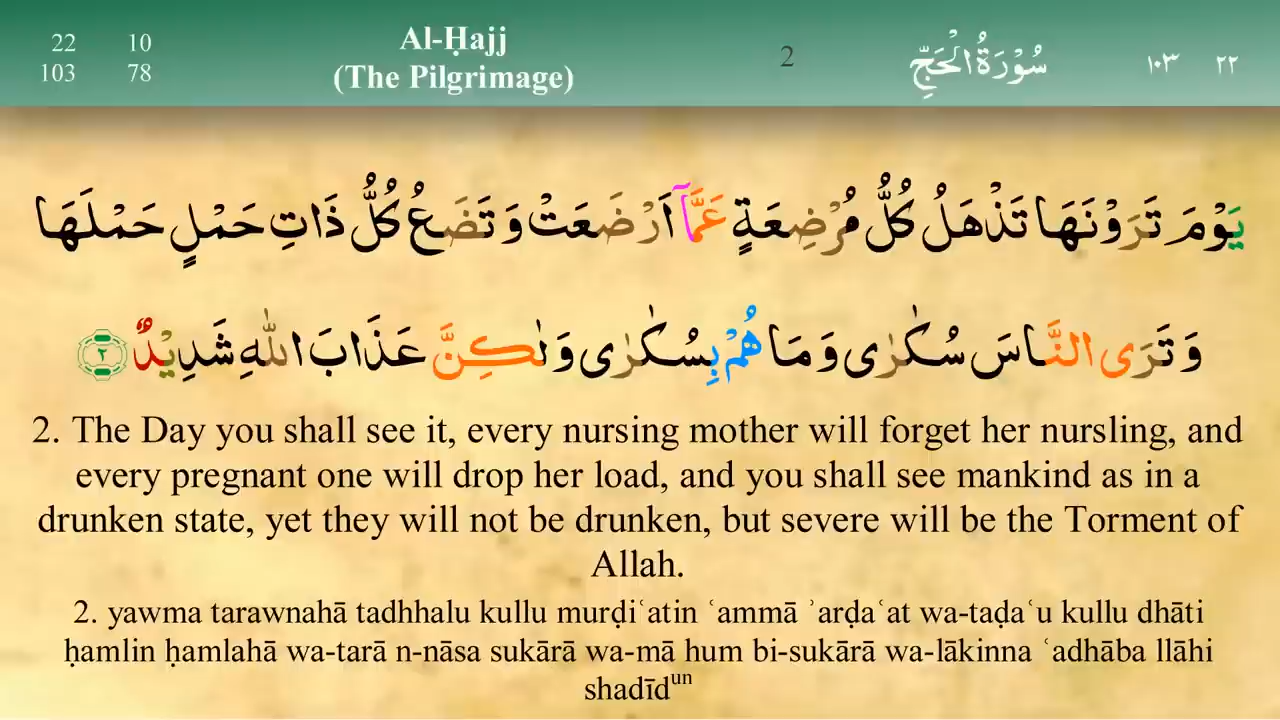 22 10 Al-Ḥajj 2 سُوْرَةُ الْحَجِّ ١٠٣ ٢٢
103 78 (The Pilgrimage)
يَوْمَ تَرَوْنَهَا تَذْهَلُ كُلُّ مُرْضِعَةٍ عَمَّآ اَرْضَعَتْ وَتَضَعُ كُلُّ ذَاتِ حَمْلٍ حَمْلَهَا
وَتَرَى النَّاسَ سُكٰرٰى وَمَا هُمْ بِسُكٰرٰى وَلٰكِنَّ عَذَابَ اللّٰهِ شَدِيْدٌ ٢
2. The Day you shall see it, every nursing mother will forget her nursling, and
every pregnant one will drop her load, and you shall see mankind as in a
drunken state, yet they will not be drunken, but severe will be the Torment of
Allah.
2. yawma tarawnahā tadhhalu kullu murḍiʿatin ʿammā ʾarḍaʿat wa-taḍaʿu kullu dhāti
ḥamlin ḥamlahā wa-tarā n-nāsa sukārā wa-mā hum bi-sukārā wa-lākinna ʿadhāba llāhi
shadīdun